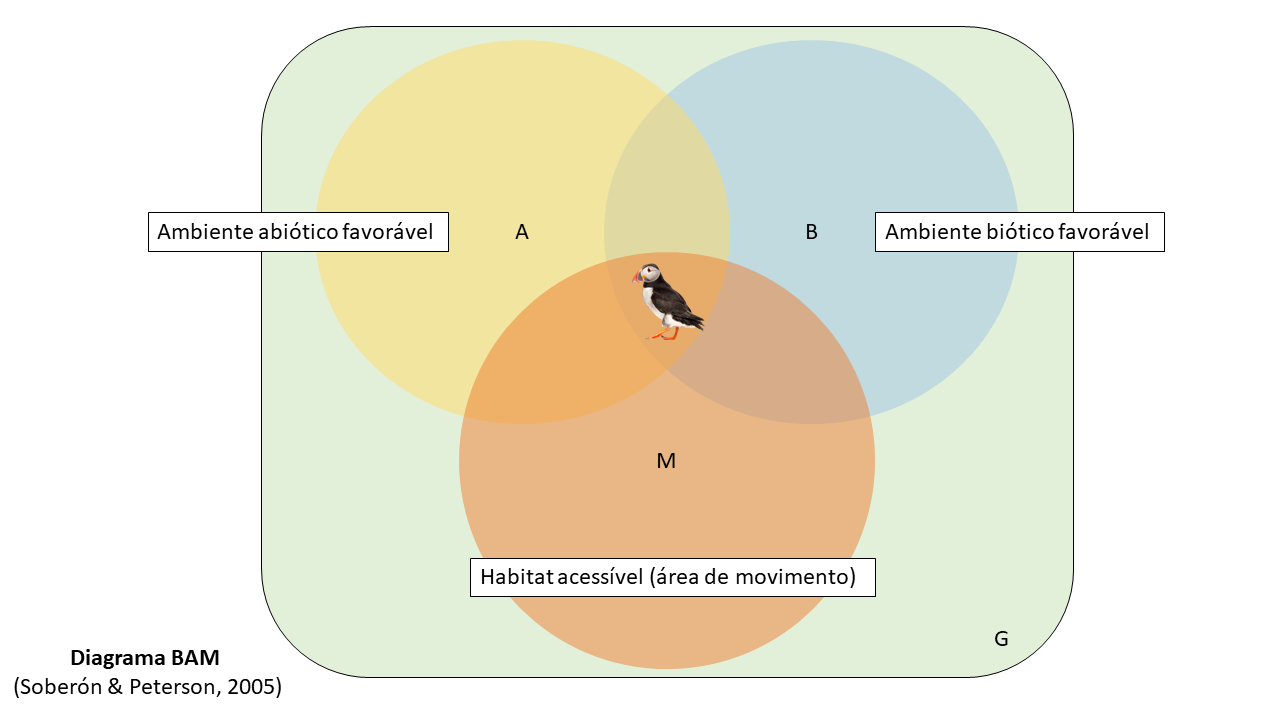 Ambiente abiótico favorável
A
B
Ambiente biótico favorável
M
Habitat acessível (área de movimento)
G
Diagrama BAM
(Soberón & Peterson, 2005)